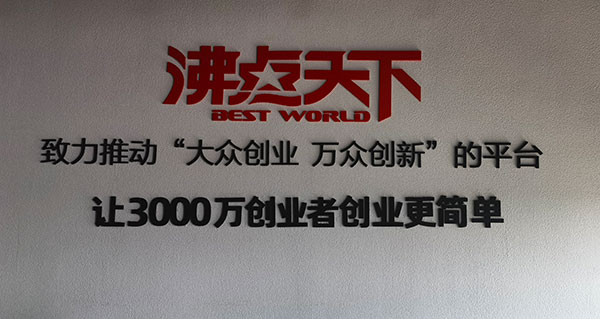 沸点天下
BEST WORLD
致力推动“大众创业 万众创新”的平台
让3000万创业者创业更简单